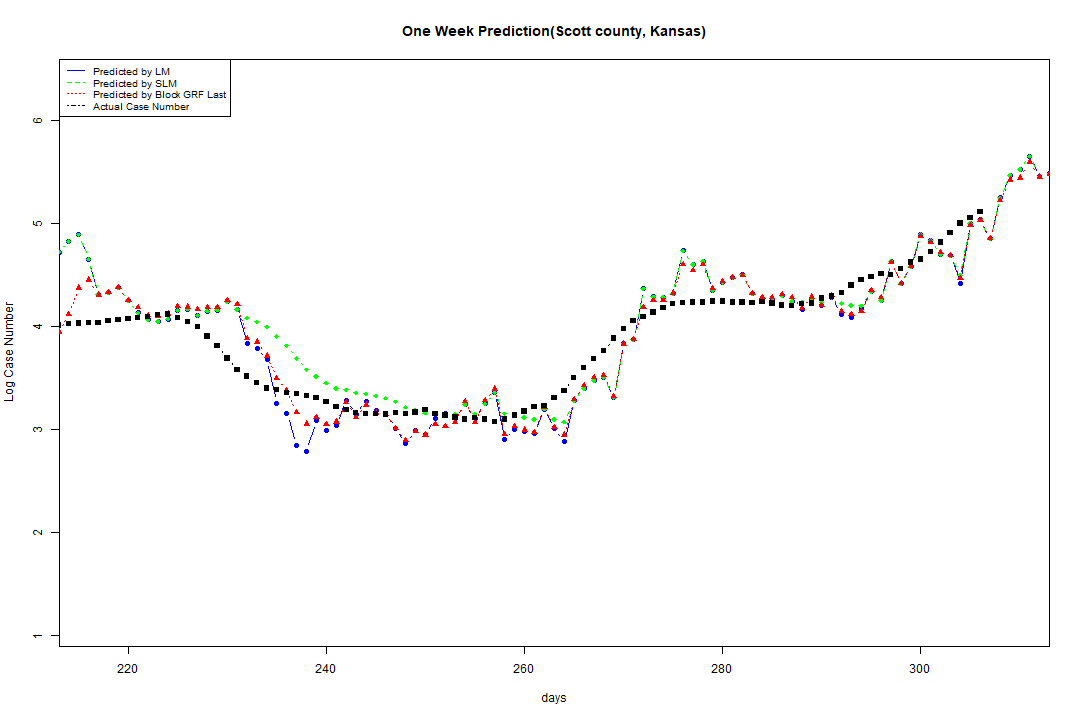 One Week Prediction(Scott county, Kansas)
Predicted by LM
Predicted by SLM
Predicted by Block GRF Last
Actual Case Number
6
5
4
3
2
1
Log Case Number
220 240 260 280 300
days